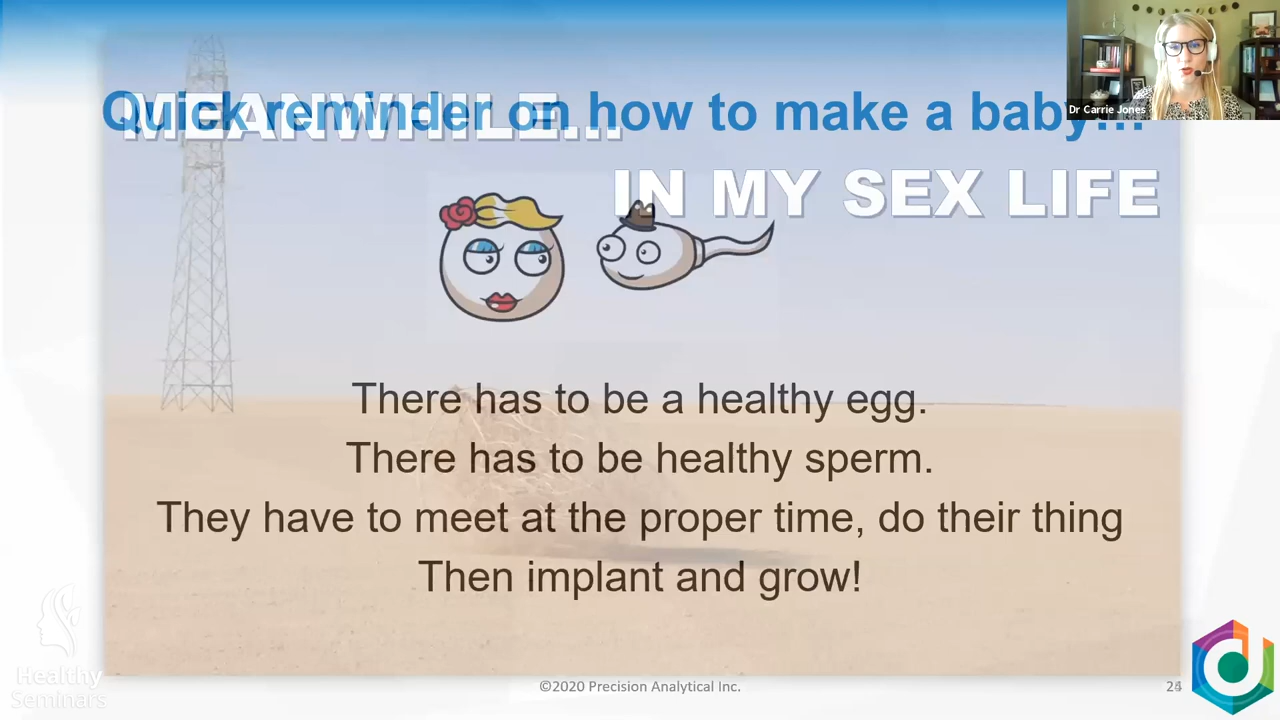 Dr Carrie Jones
Quick reminder on how to make a baby...
MEANWHILE...
IN MY SEX LIFE
There has to be a healthy egg.
There has to be healthy sperm.
They have to meet at the proper time, do their thing
Then implant and grow!
Healthy
Seminars
©2020 Precision Analytical Inc.